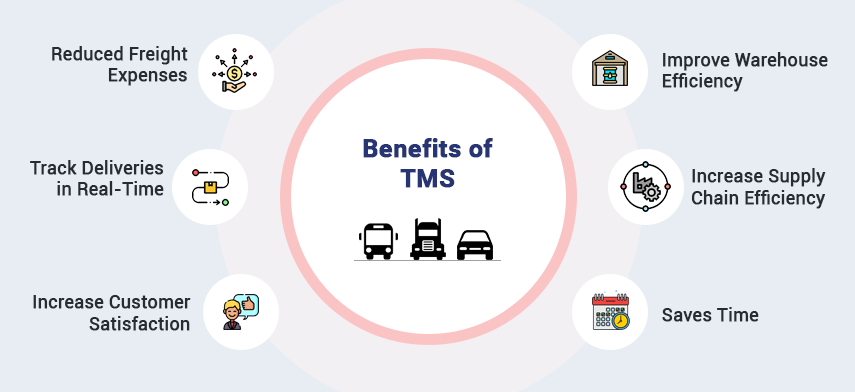 Benefits of
TMS
Reduced Freight
Expenses
Track Deliveries
in Real-Time
Increase Customer
Satisfaction
Improve Warehouse
Efficiency
Increase Supply
Chain Efficiency
Saves Time